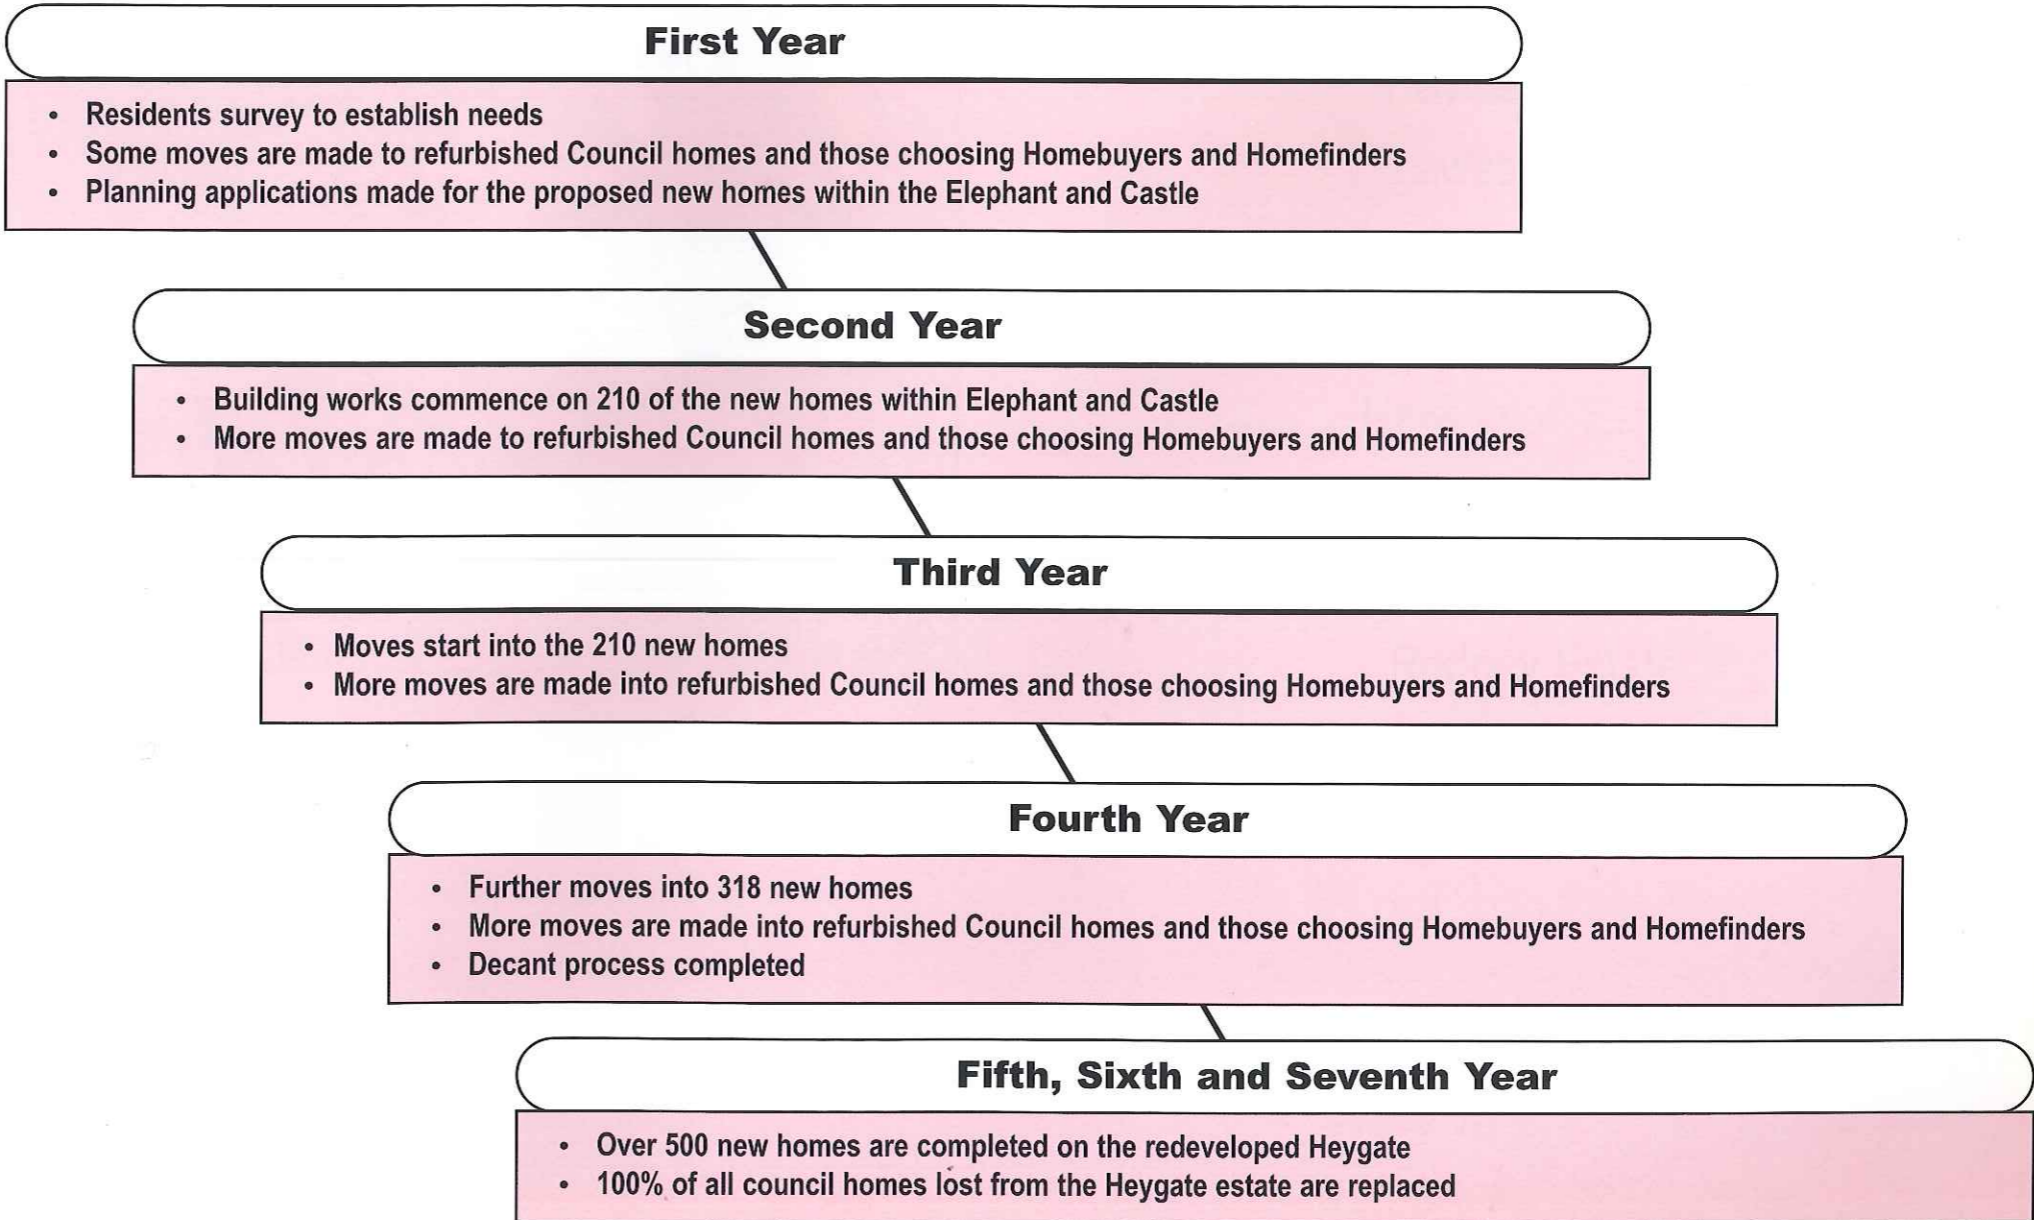 First Year
• Residents survey to establish needs
• Some moves are made to refurbished Council homes and those choosing Homebuyers and Homefinders
• Planning applications made for the proposed new homes within the Elephant and Castle
Second Year
• Building works commence on 210 of the new homes within Elephant and Castle
• More moves are made to refurbished Council homes and those choosing Homebuyers and Homefinders
Third Year
• Moves start into the 210 new homes
• More moves are made into refurbished Council homes and those choosing Homebuyers and Homefinders
Fourth Year
• Further moves into 318 new homes
• More moves are made into refurbished Council homes and those choosing Homebuyers and Homefinders
• Decant process completed
Fifth, Sixth and Seventh Year
• Over 500 new homes are completed on the redeveloped Heygate
• 100% of all council homes lost from the Heygate estate are replaced